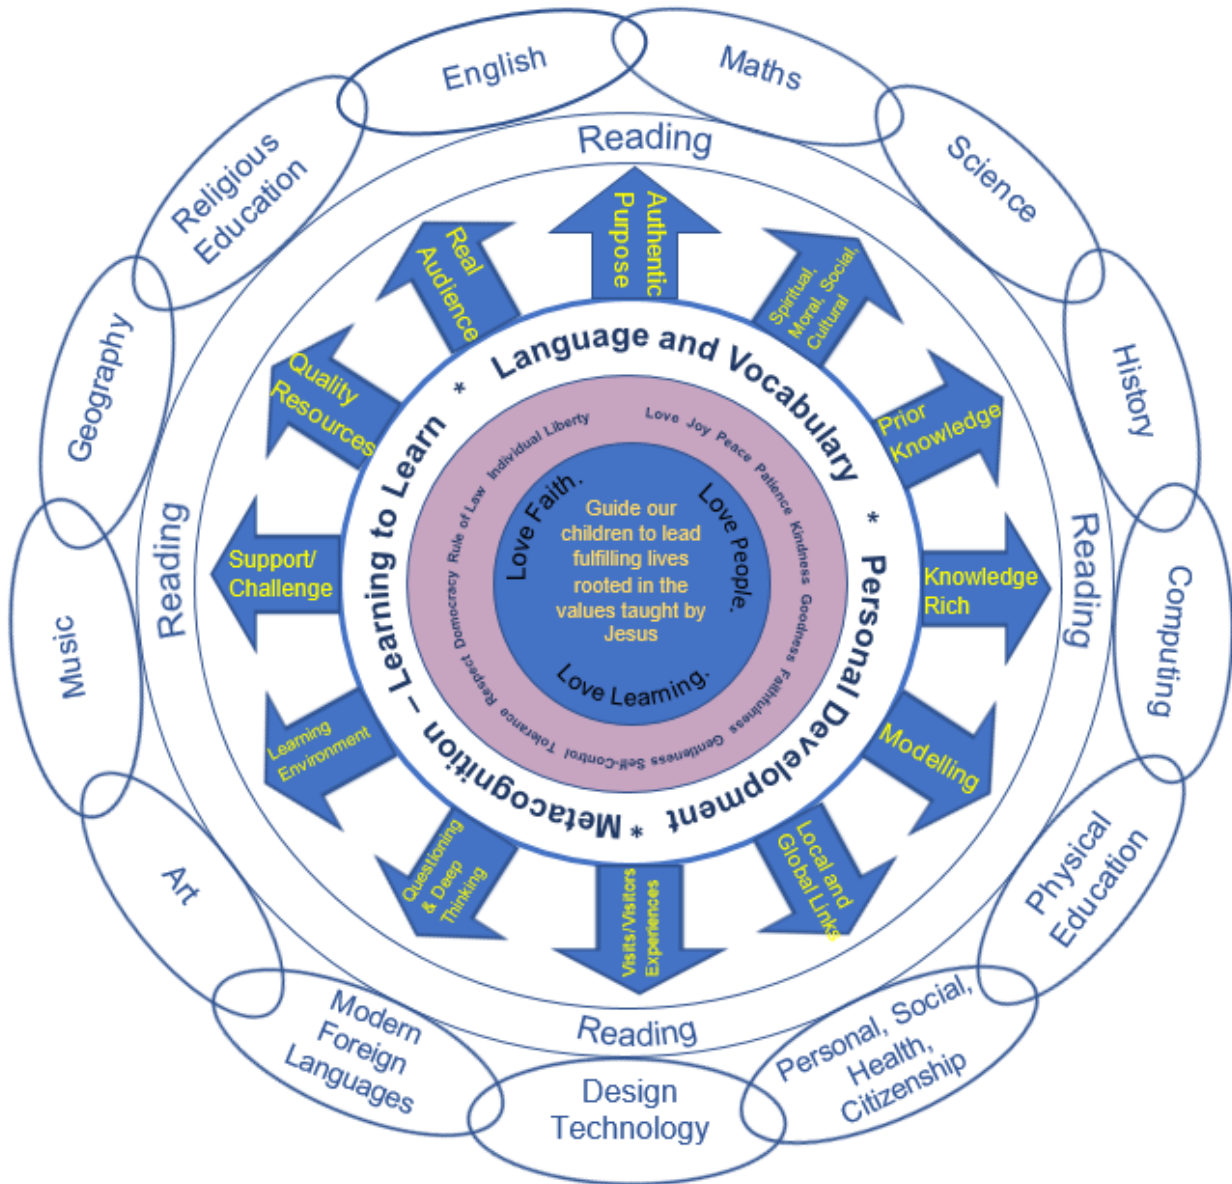 English
Maths
Science
History
Computing
Physical
Education
Personal, Social,
Health,
Citizenship
Design
Technology
Modern
Foreign
Languages
Art
Music
Geography
Religious
Education
Reading
Reading
Reading
Reading
Authentic
Purpose
Spiritual,
Moral, Social,
Cultural
Prior
Knowledge
Knowledge
Rich
Modelling
Local and
Global Links
Visits/Visitors
Experiences
Questioning
& Deep
Thinking
Learning
Environment
Support/
Challenge
Quality
Resources
Real
Audience
* Language and Vocabulary * Personal Development * Metacognition – Learning to Learn
Love Joy Peace Patience Kindness Goodness Faithfulness Gentleness Self-Control Tolerance Respect Democracy Rule of Law Individual Liberty
Love Faith.
Love People.
Love Learning.
Guide our
children to lead
fulfilling lives
rooted in the
values taught by
Jesus